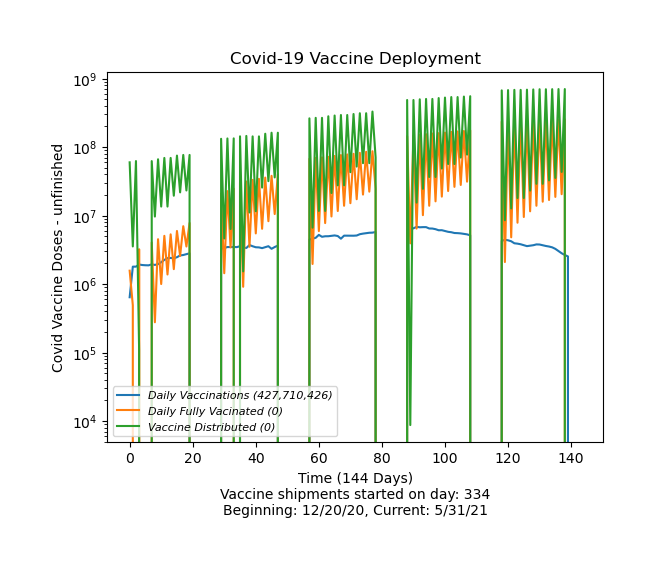 Covid-19 Vaccine Deployment
Covid Vaccine Doses - unfinished
10⁹
10⁸
10⁷
10⁶
10⁵
10⁴
Daily Vaccinations (427,710,426)
Daily Fully Vacinated (0)
Vaccine Distributed (0)
0 20 40 60 80 100 120 140
Time (144 Days)
Vaccine shipments started on day: 334
Beginning: 12/20/20, Current: 5/31/21